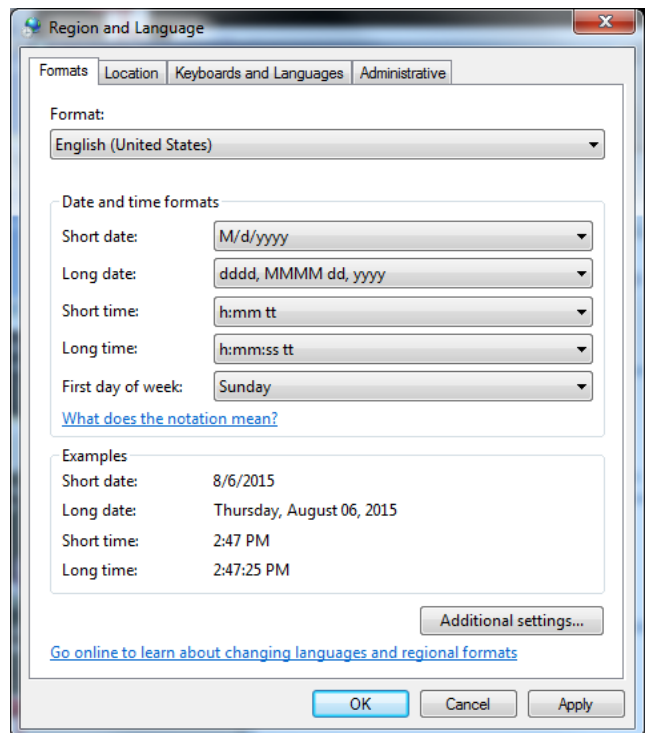 Region and Language
Formats Location Keyboards and Languages Administrative
Format:
English (United States)
Date and time formats
Short date: M/d/yyyy
Long date: dddd, MMMM dd, yyyy
Short time: h:mm tt
Long time: h:mm:ss tt
First day of week: Sunday
What does the notation mean?
Examples
Short date: 8/6/2015
Long date: Thursday, August 06, 2015
Short time: 2:47 PM
Long time: 2:47:25 PM
Additional settings...
Go online to learn about changing languages and regional formats
OK Cancel Apply